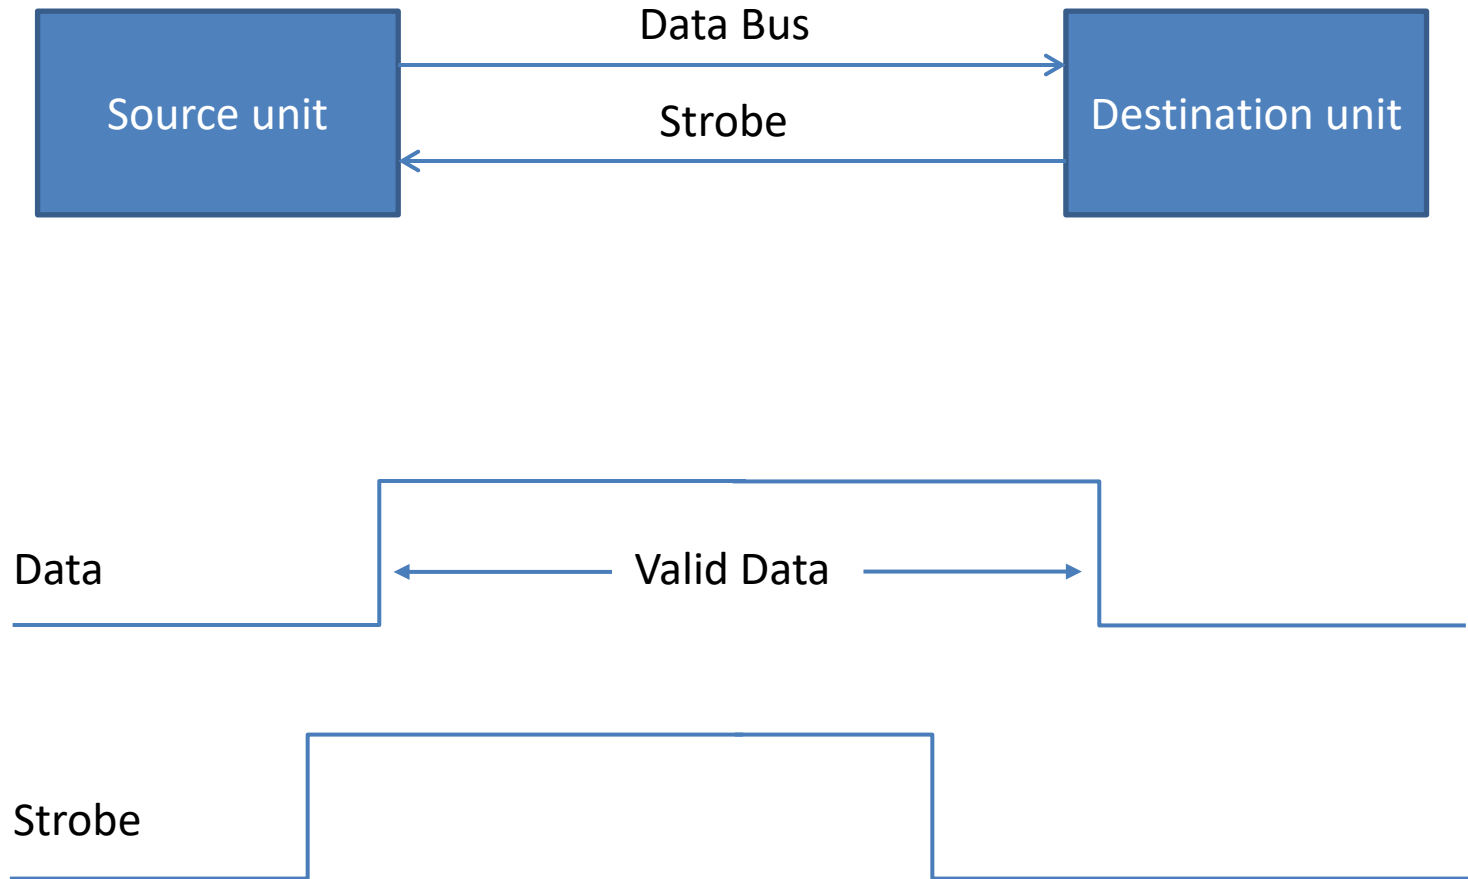 Data Bus
Source unit
Strobe
Destination unit
Data
Valid Data
Strobe